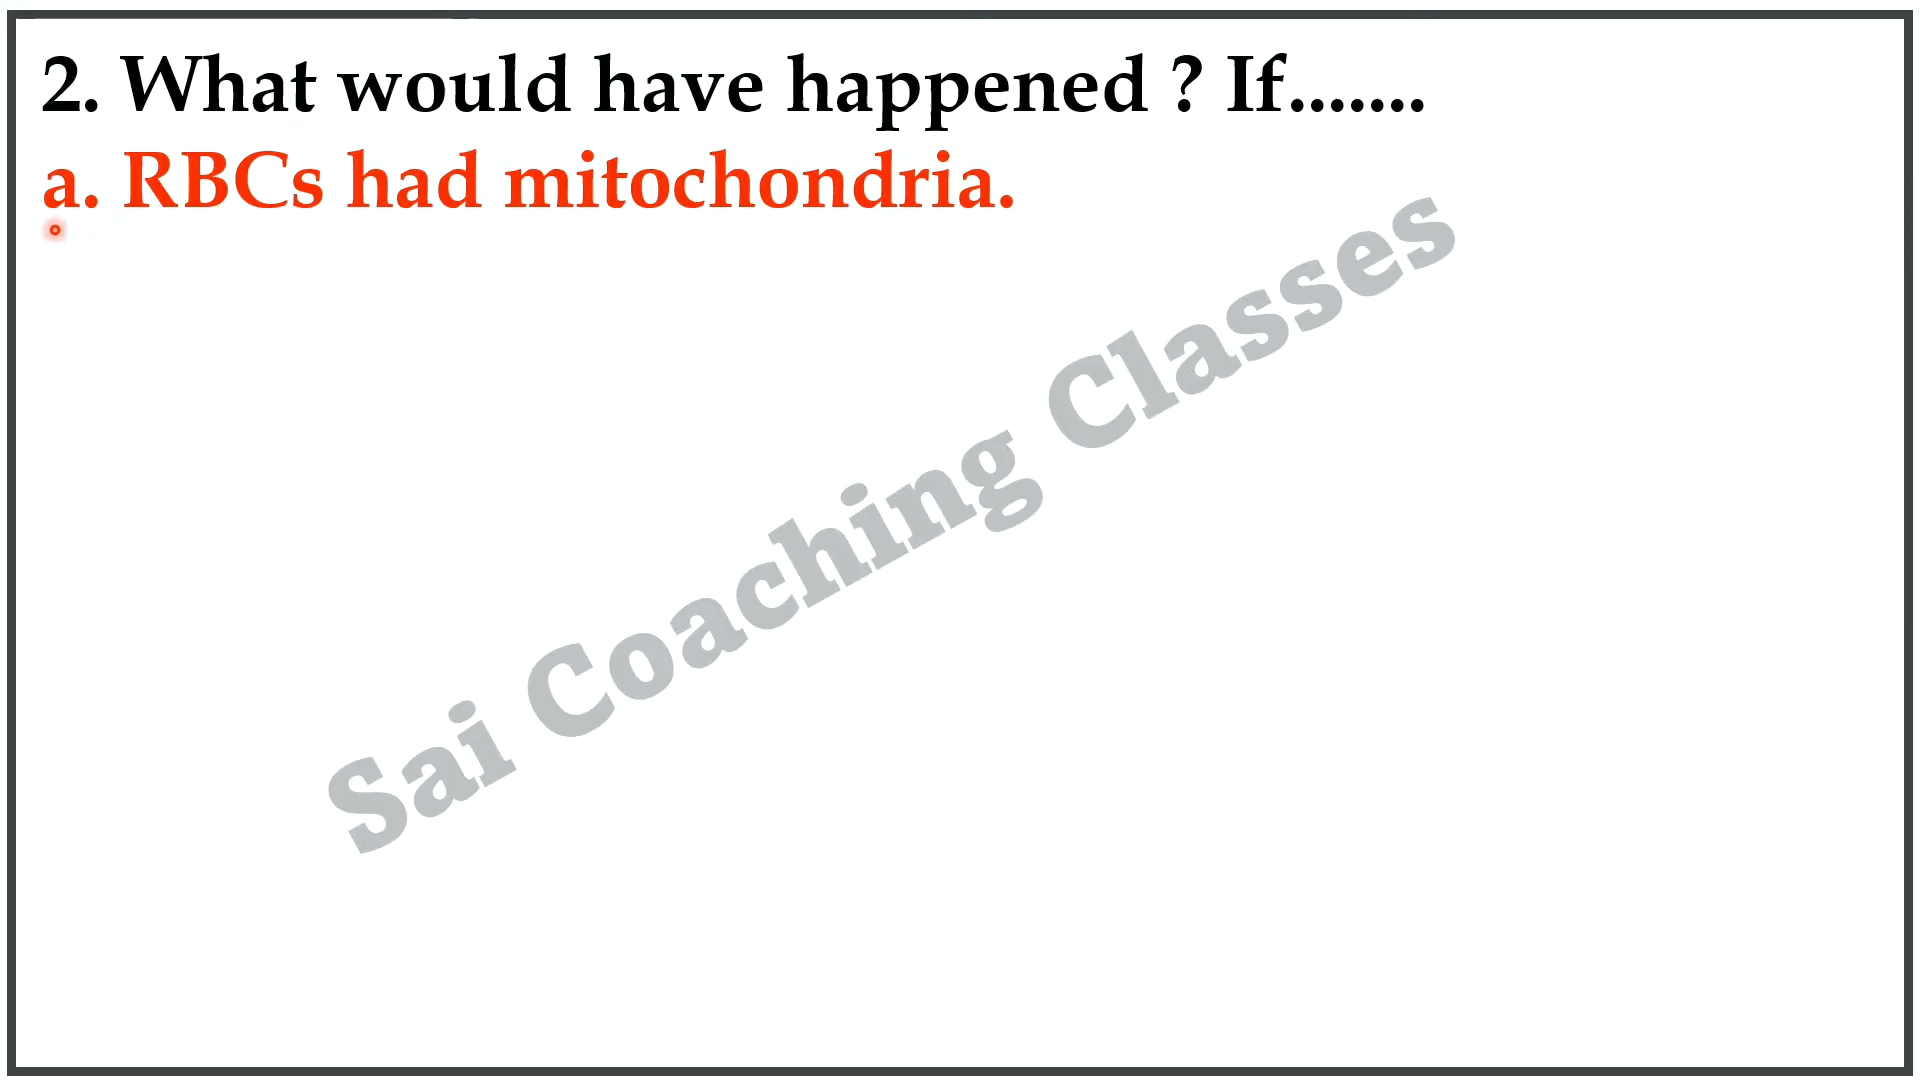 2. What would have happened ? If.......
a. RBCs had mitochondria.
Sai Coaching Classes